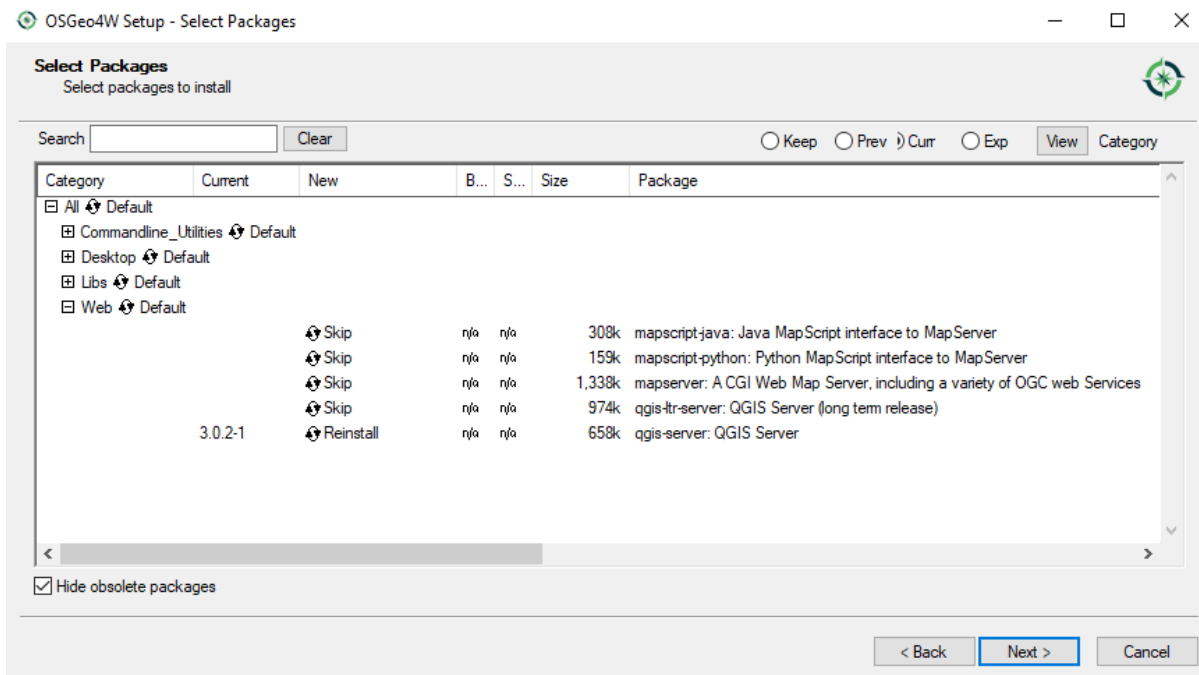 OSGeo4W Setup - Select Packages
Select Packages
Select packages to install
Search Clear Keep Prev Curr Exp View Category
Category Current New B... S... Size Package
All Default
Commandline_Utilities Default
Desktop Default
Libs Default
Web Default
Skip n/a n/a 308k mapscript-java: Java MapScript interface to MapServer
Skip n/a n/a 159k mapscript-python: Python MapScript interface to MapServer
Skip n/a n/a 1,338k mapserver: A CGI Web Map Server, including a variety of OGC web Services
Skip n/a n/a 974k qgis-ltr-server: QGIS Server (long term release)
3.0.2-1 Reinstall n/a n/a 658k qgis-server: QGIS Server
Hide obsolete packages
< Back Next > Cancel